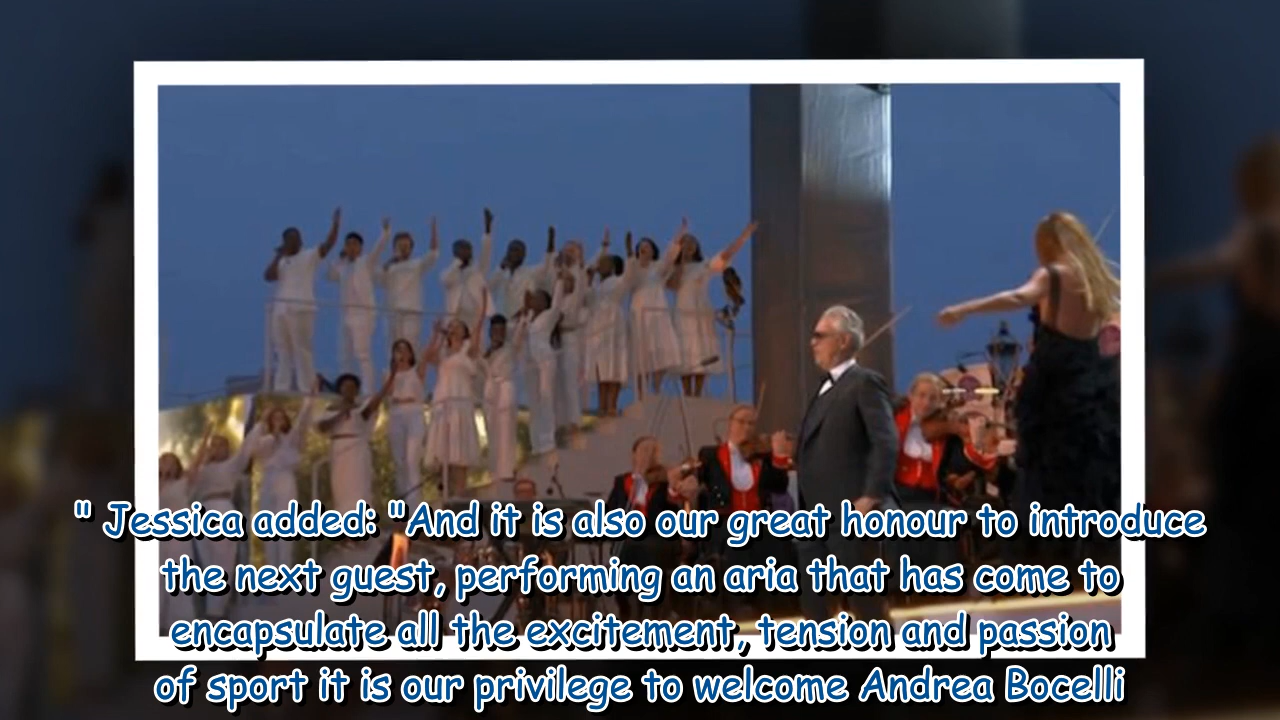 " Jessica added: "And it is also our great honour to introduce
the next guest, performing an aria that has come to
encapsulate all the excitement, tension and passion
of sport it is our privilege to welcome Andrea Bocelli